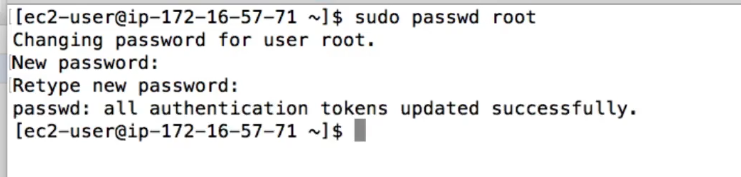 [ec2-user@ip-172-16-57-71 ~]$ sudo passwd root
Changing password for user root.
New password:
Retype new password:
passwd: all authentication tokens updated successfully.
[ec2-user@ip-172-16-57-71 ~]$